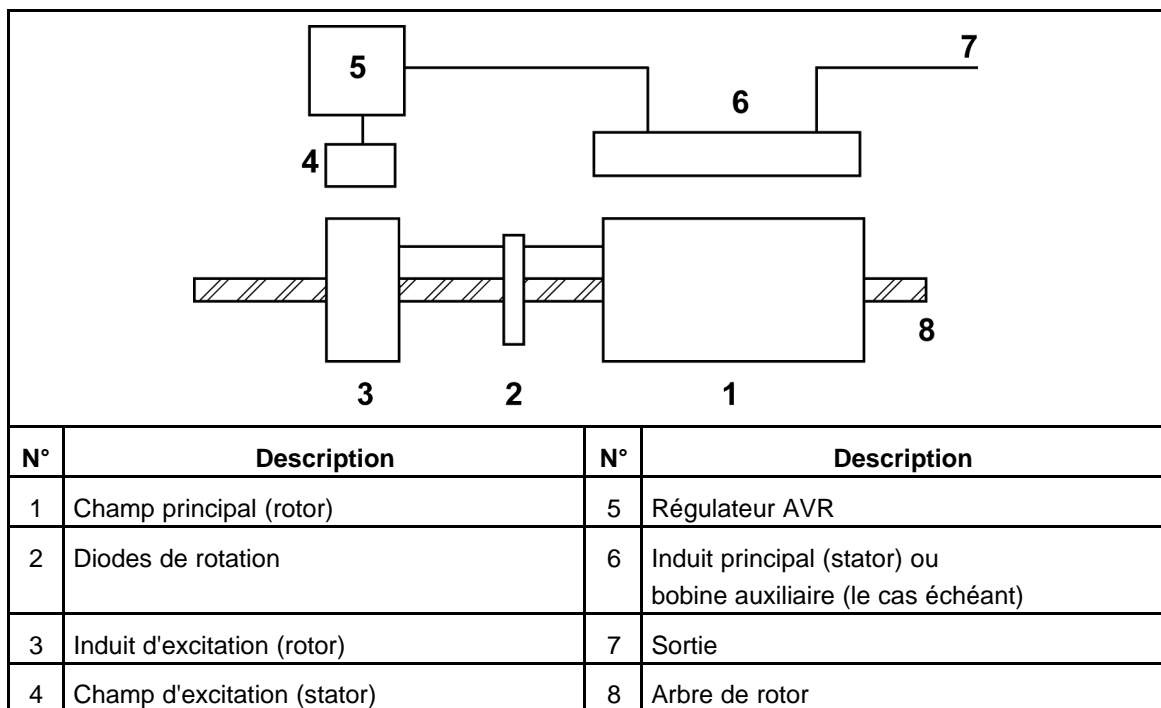 7
5
6
4
8
3 2 1
N° Description N° Description
1 Champ principal (rotor) 5 Régulateur AVR
2 Diodes de rotation 6 Induit principal (stator) ou
bobine auxiliaire (le cas échéant)
3 Induit d'excitation (rotor) 7 Sortie
4 Champ d'excitation (stator) 8 Arbre de rotor